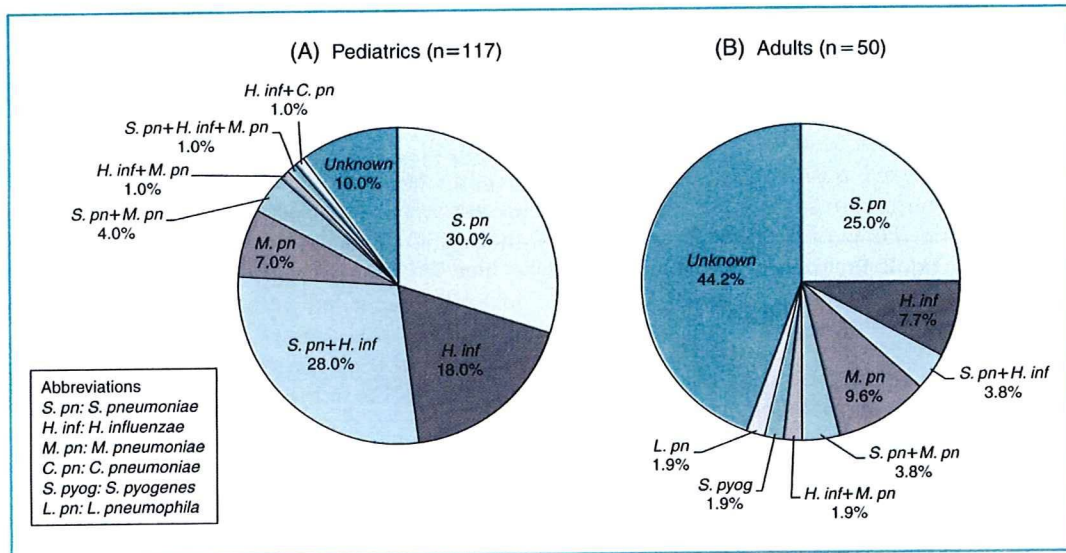 (A) Pediatrics (n=117)
H. inf+C. pn
1.0%
S. pn+H. inf+M. pn
1.0%
H. inf+M. pn
1.0%
S. pn+M. pn
4.0%
Unknown
10.0%
S. pn
30.0%
M. pn
7.0%
S. pn+H. inf
28.0%
H. inf
18.0%
(B) Adults (n=50)
S. pn
25.0%
Unknown
44.2%
H. inf
7.7%
S. pn+H. inf
3.8%
M. pn
9.6%
S. pn+M. pn
3.8%
H. inf+M. pn
1.9%
S. pyog
1.9%
L. pn
1.9%
Abbreviations
S. pn: S. pneumoniae
H. inf: H. influenzae
M. pn: M. pneumoniae
C. pn: C. pneumoniae
S. pyog: S. pyogenes
L. pn: L. pneumophila